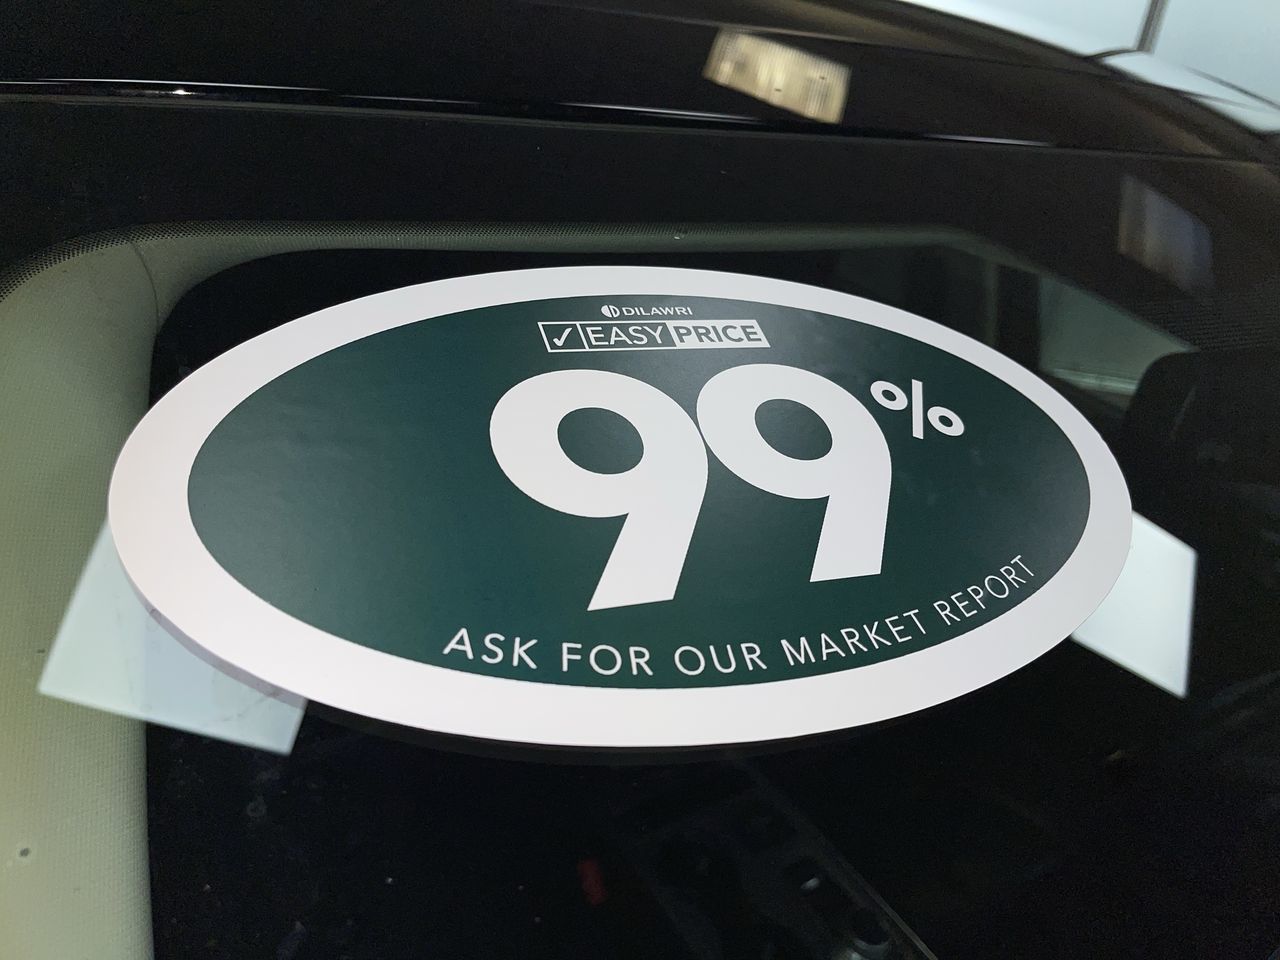 DILAWRI
✓ EASY PRICE
99%
ASK FOR OUR MARKET REPORT